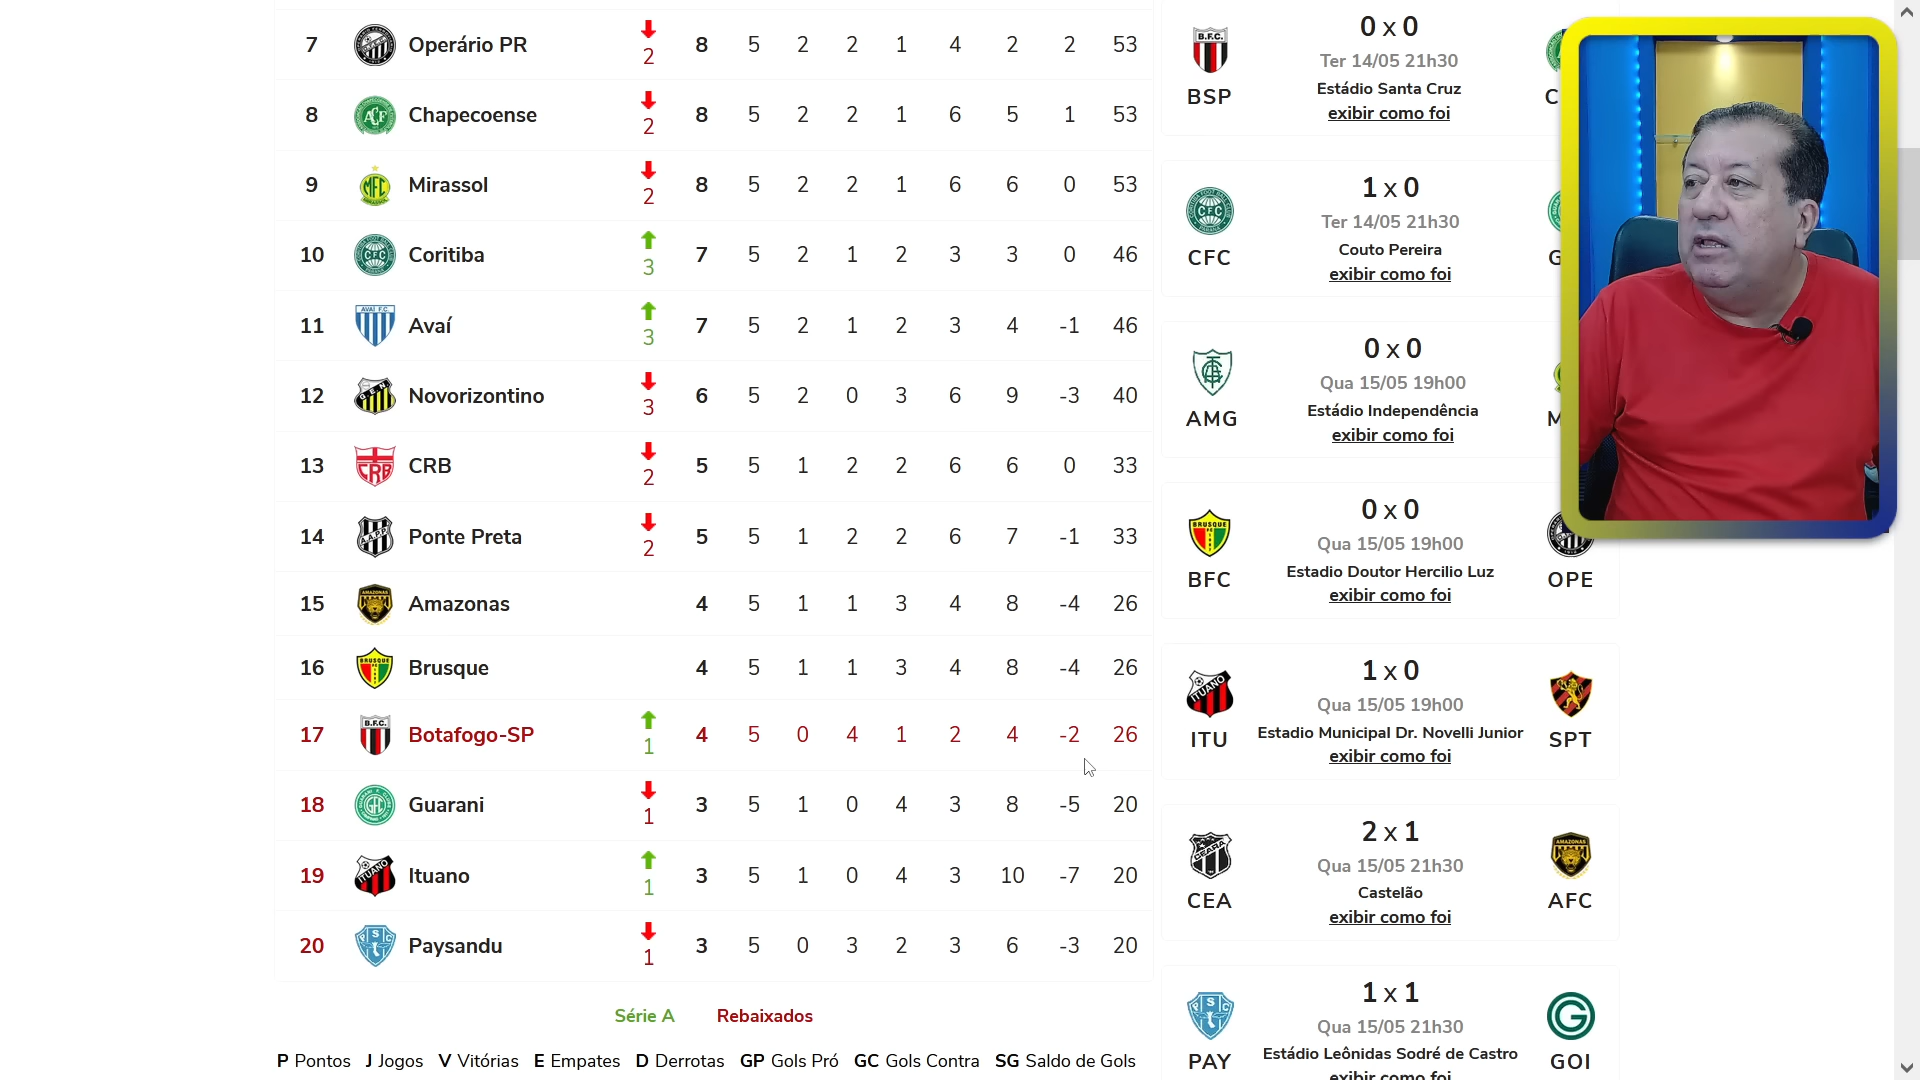 7 Operário PR 2 8 5 2 2 1 4 2 2 53
8 Chapecoense 2 8 5 2 2 1 6 5 1 53
9 Mirassol 2 8 5 2 2 1 6 6 0 53
10 Coritiba 3 7 5 2 1 2 3 3 0 46
11 Avaí 3 7 5 2 1 2 3 4 -1 46
12 Novorizontino 3 6 5 2 0 3 6 9 -3 40
13 CRB 2 5 5 1 2 2 6 6 0 33
14 Ponte Preta 2 5 5 1 2 2 6 7 -1 33
15 Amazonas 4 5 1 1 3 4 8 -4 26
16 Brusque 4 5 1 1 3 4 8 -4 26
17 Botafogo-SP 1 4 5 0 4 1 2 4 -2 26
18 Guarani 1 3 5 1 0 4 3 8 -5 20
19 Ituano 1 3 5 1 0 4 3 10 -7 20
20 Paysandu 1 3 5 0 3 2 3 6 -3 20
Série A Rebaixados
P Pontos J Jogos V Vitórias E Empates D Derrotas GP Gols Pró GC Gols Contra SG Saldo de Gols
0 x 0
Ter 14/05 21h30
Estádio Santa Cruz
BSP
exibir como foi
1 x 0
Ter 14/05 21h30
Couto Pereira
CFC
exibir como foi
0 x 0
Qua 15/05 19h00
Estádio Independência
AMG
exibir como foi
0 x 0
Qua 15/05 19h00
Estadio Doutor Hercilio Luz
BFC OPE
exibir como foi
1 x 0
Qua 15/05 19h00
Estadio Municipal Dr. Novelli Junior
ITU SPT
exibir como foi
2 x 1
Qua 15/05 21h30
Castelão
CEA AFC
exibir como foi
1 x 1
Qua 15/05 21h30
Estádio Leônidas Sodré de Castro
PAY GOI
exibir como foi